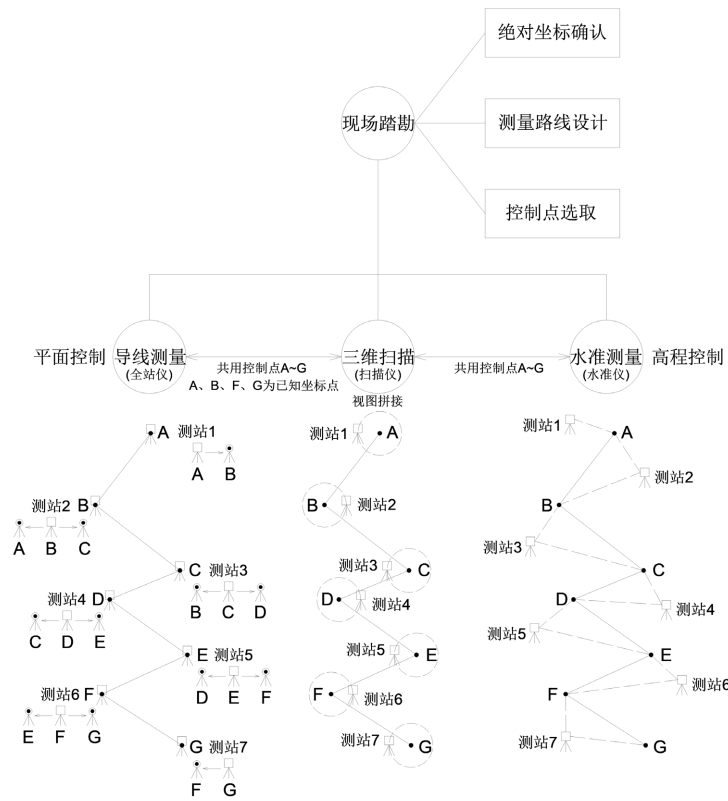 绝对坐标确认
现场踏勘
测量路线设计
控制点选取
平面控制
导线测量
(全站仪)
共用控制点A~G
A、B、F、G为已知坐标点
三维扫描
(扫描仪)
视图拼接
共用控制点A~G
水准测量
(水准仪)
高程控制
A 测站1
A B
测站2 B
A B C
C 测站3
B C D
测站4 D
C D E
E 测站5
D E F
测站6 F
E F G
G 测站7
F G
测站1 A
B 测站2
测站3 C
D 测站4
测站5 E
F 测站6
测站7 G
测站1 A
测站2
B
测站3
C
D
测站4
测站5
E
测站6
F
测站7
G